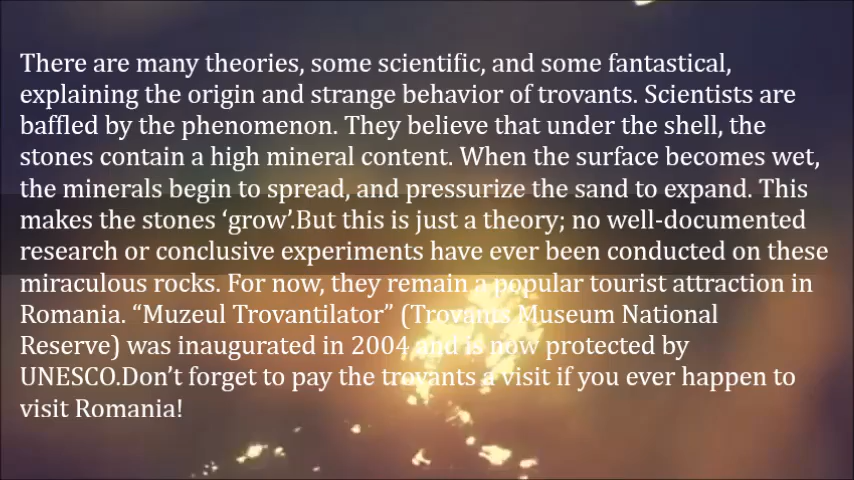 There are many theories, some scientific, and some fantastical,
explaining the origin and strange behavior of trovants. Scientists are
baffled by the phenomenon. They believe that under the shell, the
stones contain a high mineral content. When the surface becomes wet,
the minerals begin to spread, and pressurize the sand to expand. This
makes the stones ‘grow’.But this is just a theory; no well-documented
research or conclusive experiments have ever been conducted on these
miraculous rocks. For now, they remain a popular tourist attraction in
Romania. “Muzeul Trovantilator” (Trovants Museum National
Reserve) was inaugurated in 2004 and is now protected by
UNESCO.Don’t forget to pay the trovants a visit if you ever happen to
visit Romania!